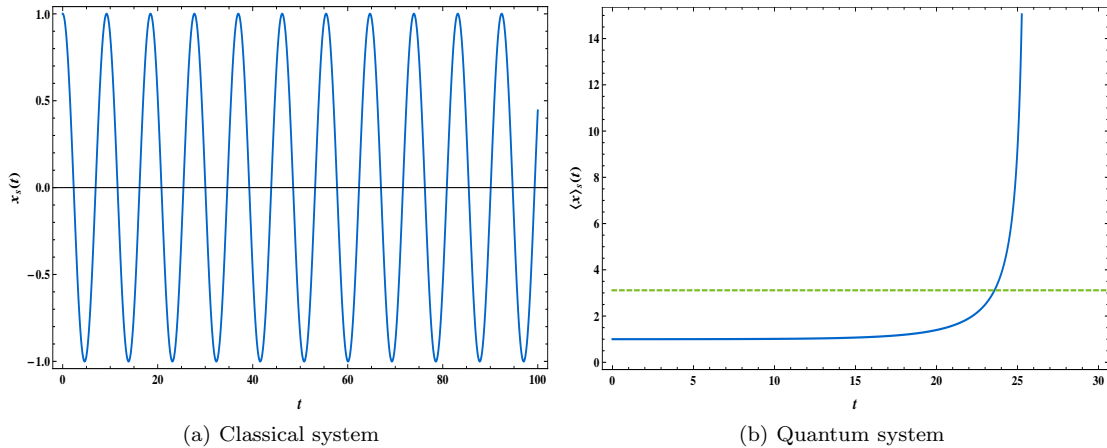 1.0
0.5
0.0
−0.5
−1.0
x_s(t)
0 20 40 60 80 100
t
(a) Classical system
14
12
10
8
6
4
2
0
⟨x⟩_s(t)
0 5 10 15 20 25 30
t
(b) Quantum system